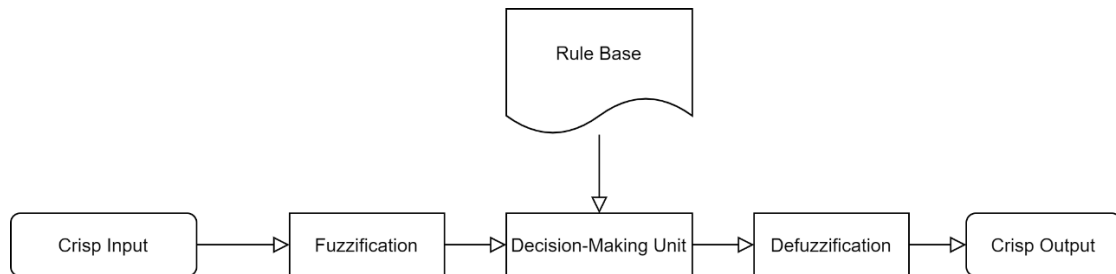 Rule Base
Crisp Input
Fuzzification
Decision-Making Unit
Defuzzification
Crisp Output